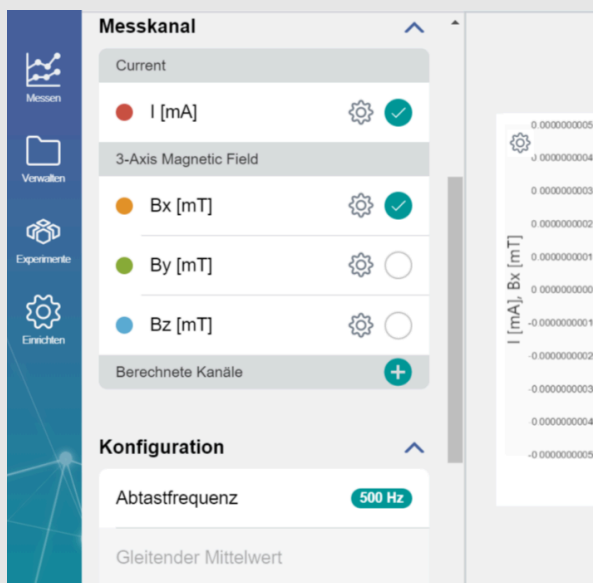 Messen
Verwalten
Experimente
Einrichten
Messkanal
Current
I [mA]
3-Axis Magnetic Field
Bx [mT]
By [mT]
Bz [mT]
Berechnete Kanäle
Konfiguration
Abtastfrequenz
500 Hz
Gleitender Mittelwert
I [mA], Bx [mT]
0.0000000005
0.0000000004
0.0000000003
0.0000000002
0.0000000001
0.0000000000
-0.0000000001
-0.0000000002
-0.0000000003
-0.0000000004
-0.0000000005